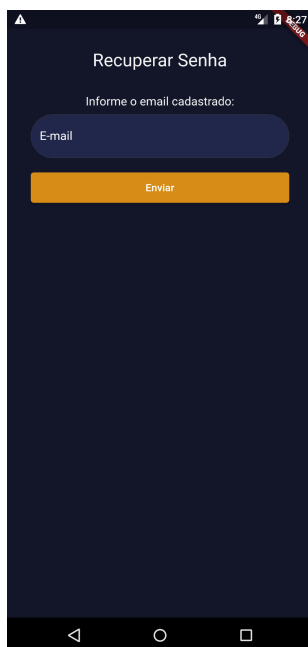 4G 8:27
DEBUG
Recuperar Senha
Informe o email cadastrado:
E-mail
Enviar